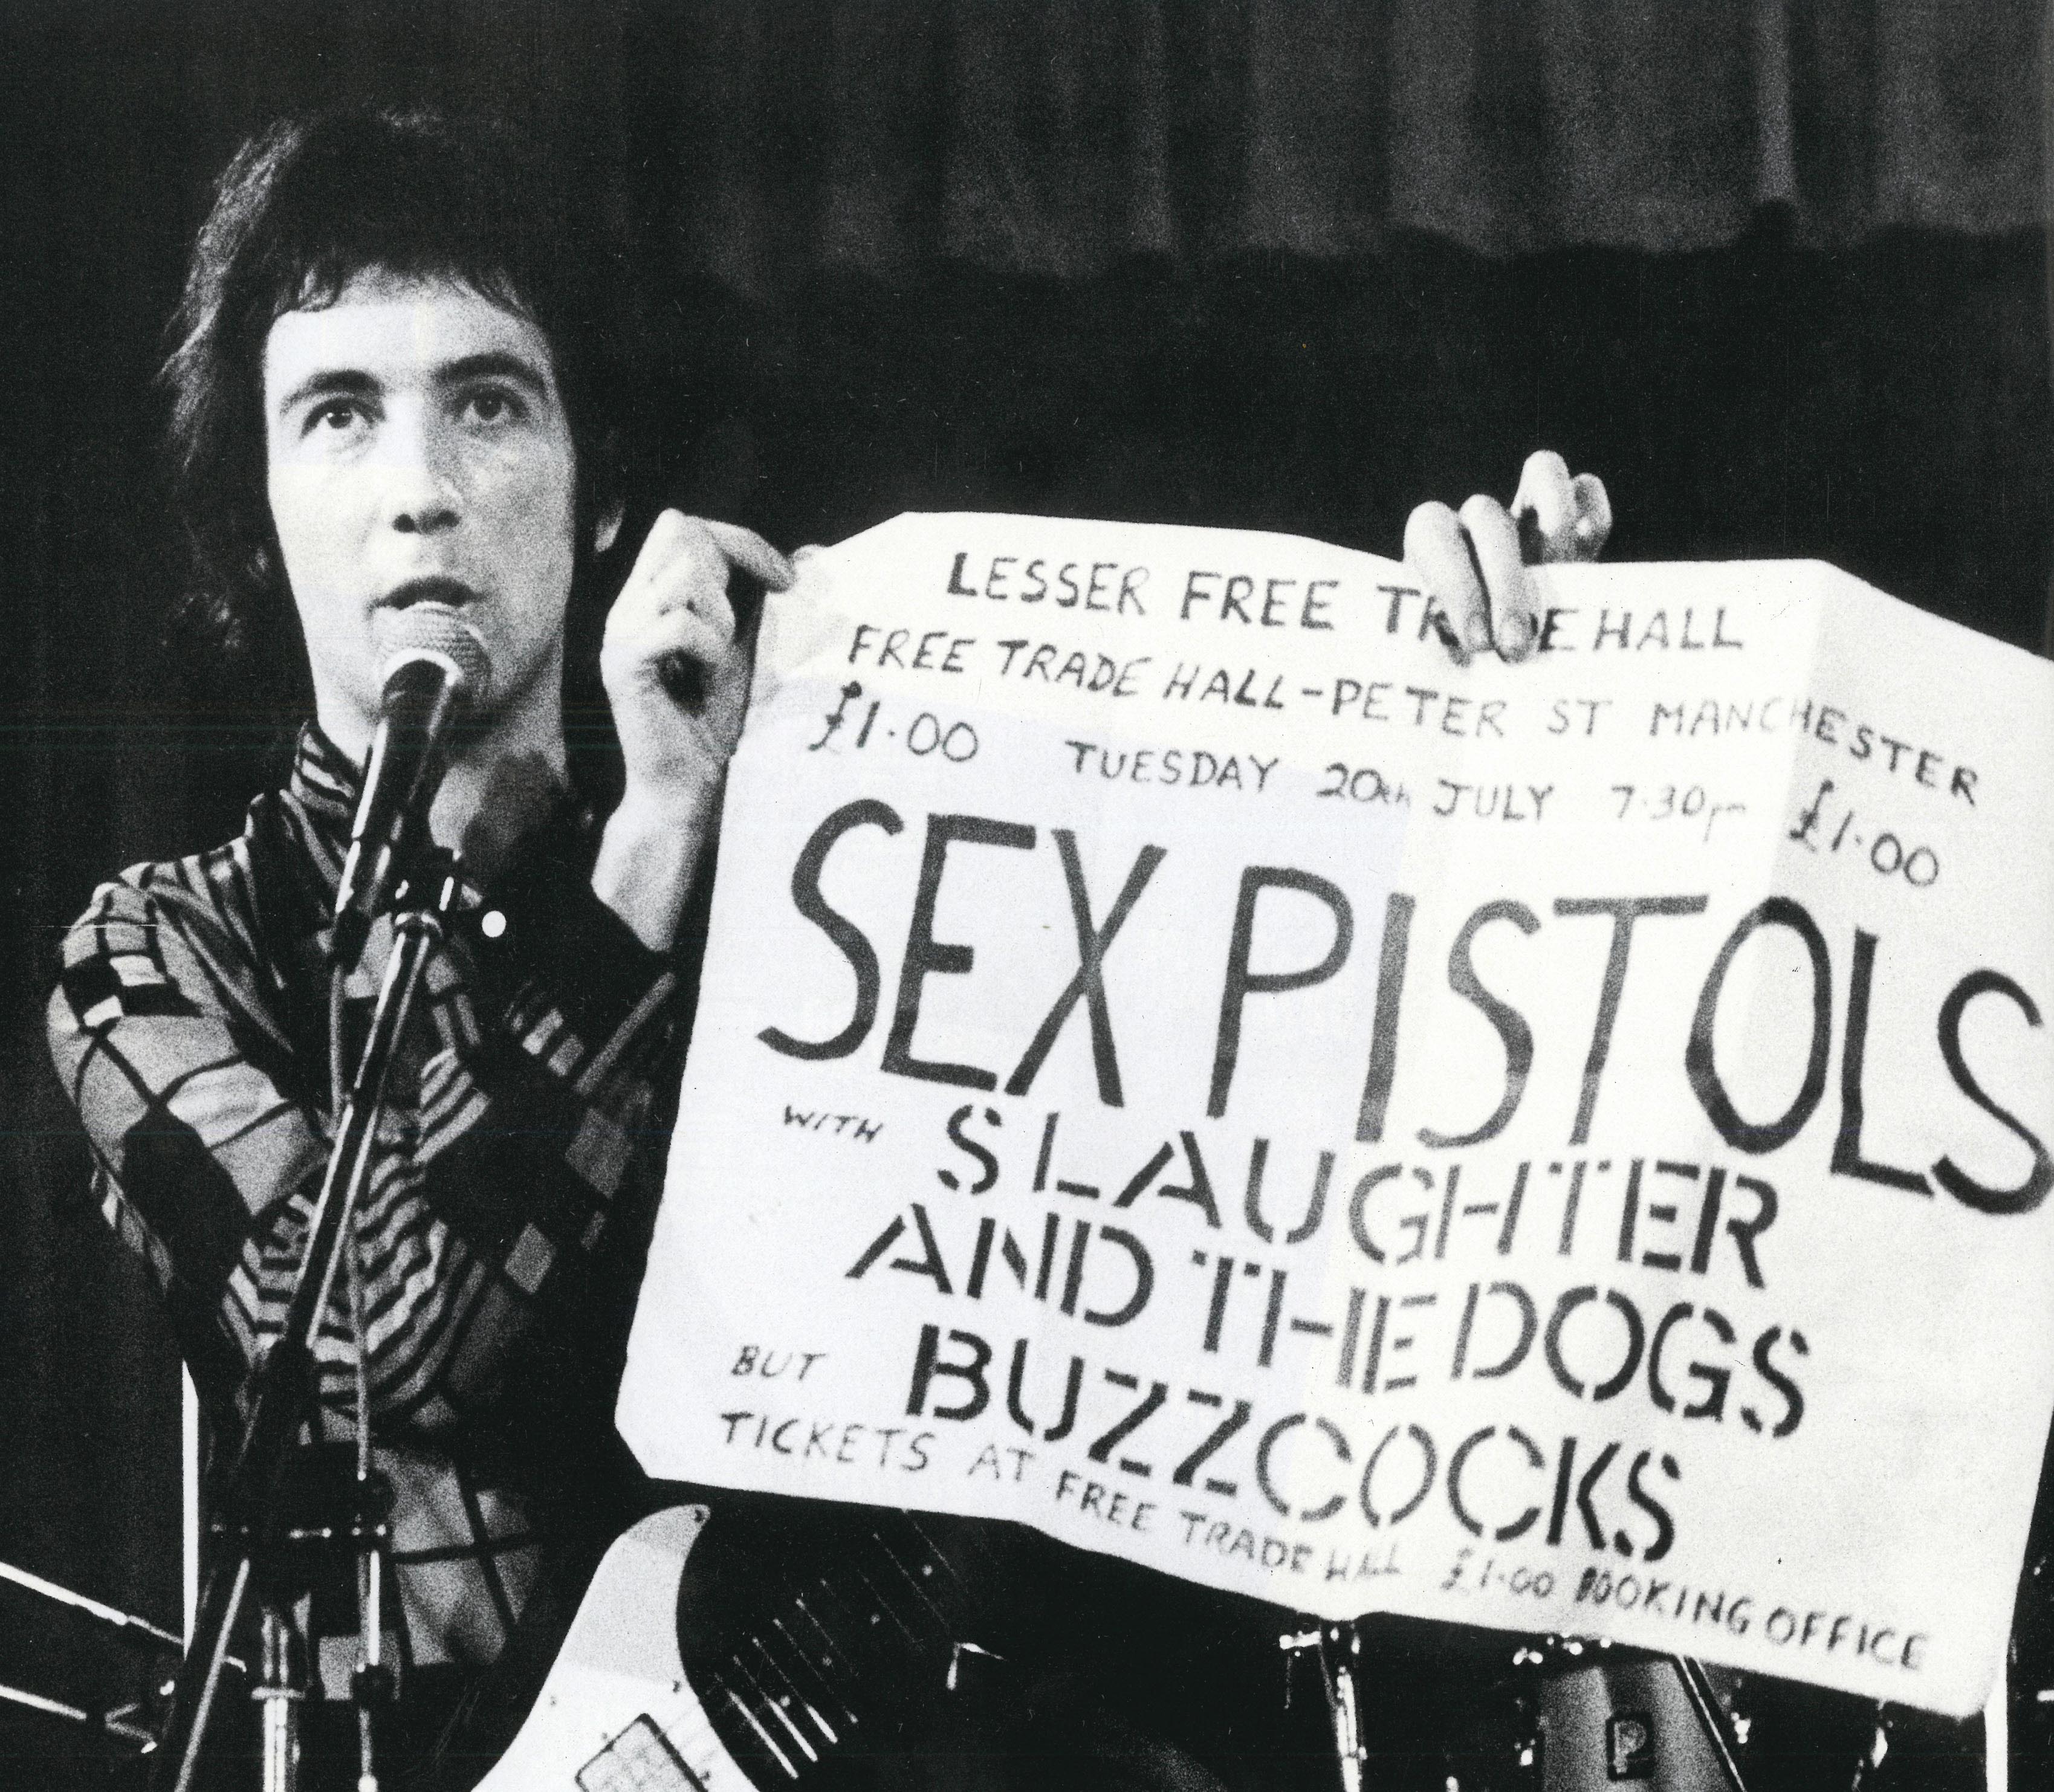 LESSER FREE TRADE HALL
FREE TRADE HALL-PETER ST MANCHESTER
£1.00 TUESDAY 20th JULY 7.30pm £1.00
SEX PISTOLS
WITH SLAUGHTER
AND THE DOGS
BUT BUZZCOCKS
TICKETS AT FREE TRADE HALL £1.00 BOOKING OFFICE
P